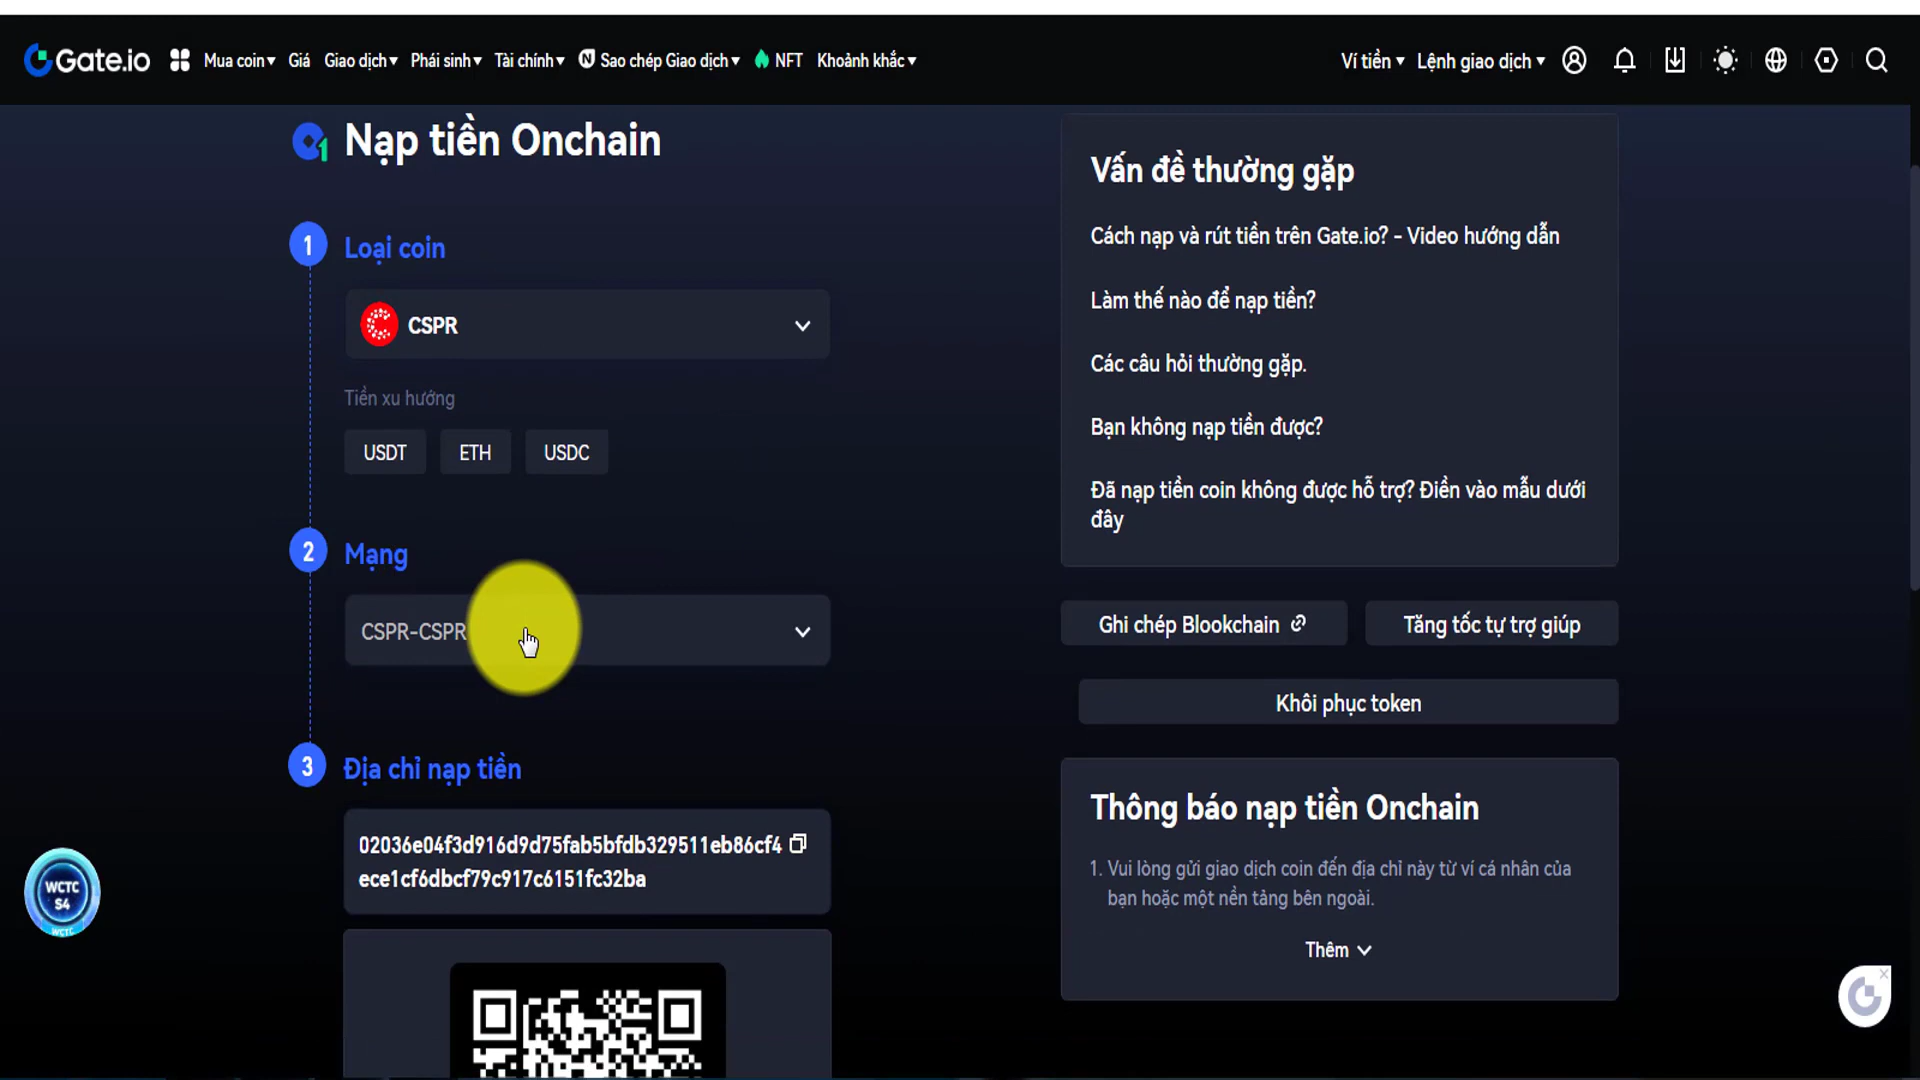 Gate.io
Mua coin
Giá
Giao dịch
Phái sinh
Tài chính
Sao chép Giao dịch
NFT
Khoảnh khắc
Ví tiền
Lệnh giao dịch
Nạp tiền Onchain
1
Loại coin
CSPR
Tiền xu hướng
USDT
ETH
USDC
2
Mạng
CSPR-CSPR
3
Địa chỉ nạp tiền
02036e04f3d916d9d75fab5bfdb329511eb86cf4
ece1cf6dbcf79c917c6151fc32ba
Vấn đề thường gặp
Cách nạp và rút tiền trên Gate.io? - Video hướng dẫn
Làm thế nào để nạp tiền?
Các câu hỏi thường gặp.
Bạn không nạp tiền được?
Đã nạp tiền coin không được hỗ trợ? Điền vào mẫu dưới
đây
Ghi chép Blookchain
Tăng tốc tự trợ giúp
Khôi phục token
Thông báo nạp tiền Onchain
1. Vui lòng gửi giao dịch coin đến địa chỉ này từ ví cá nhân của
bạn hoặc một nền tảng bên ngoài.
Thêm
WCTC
S4
WCTC